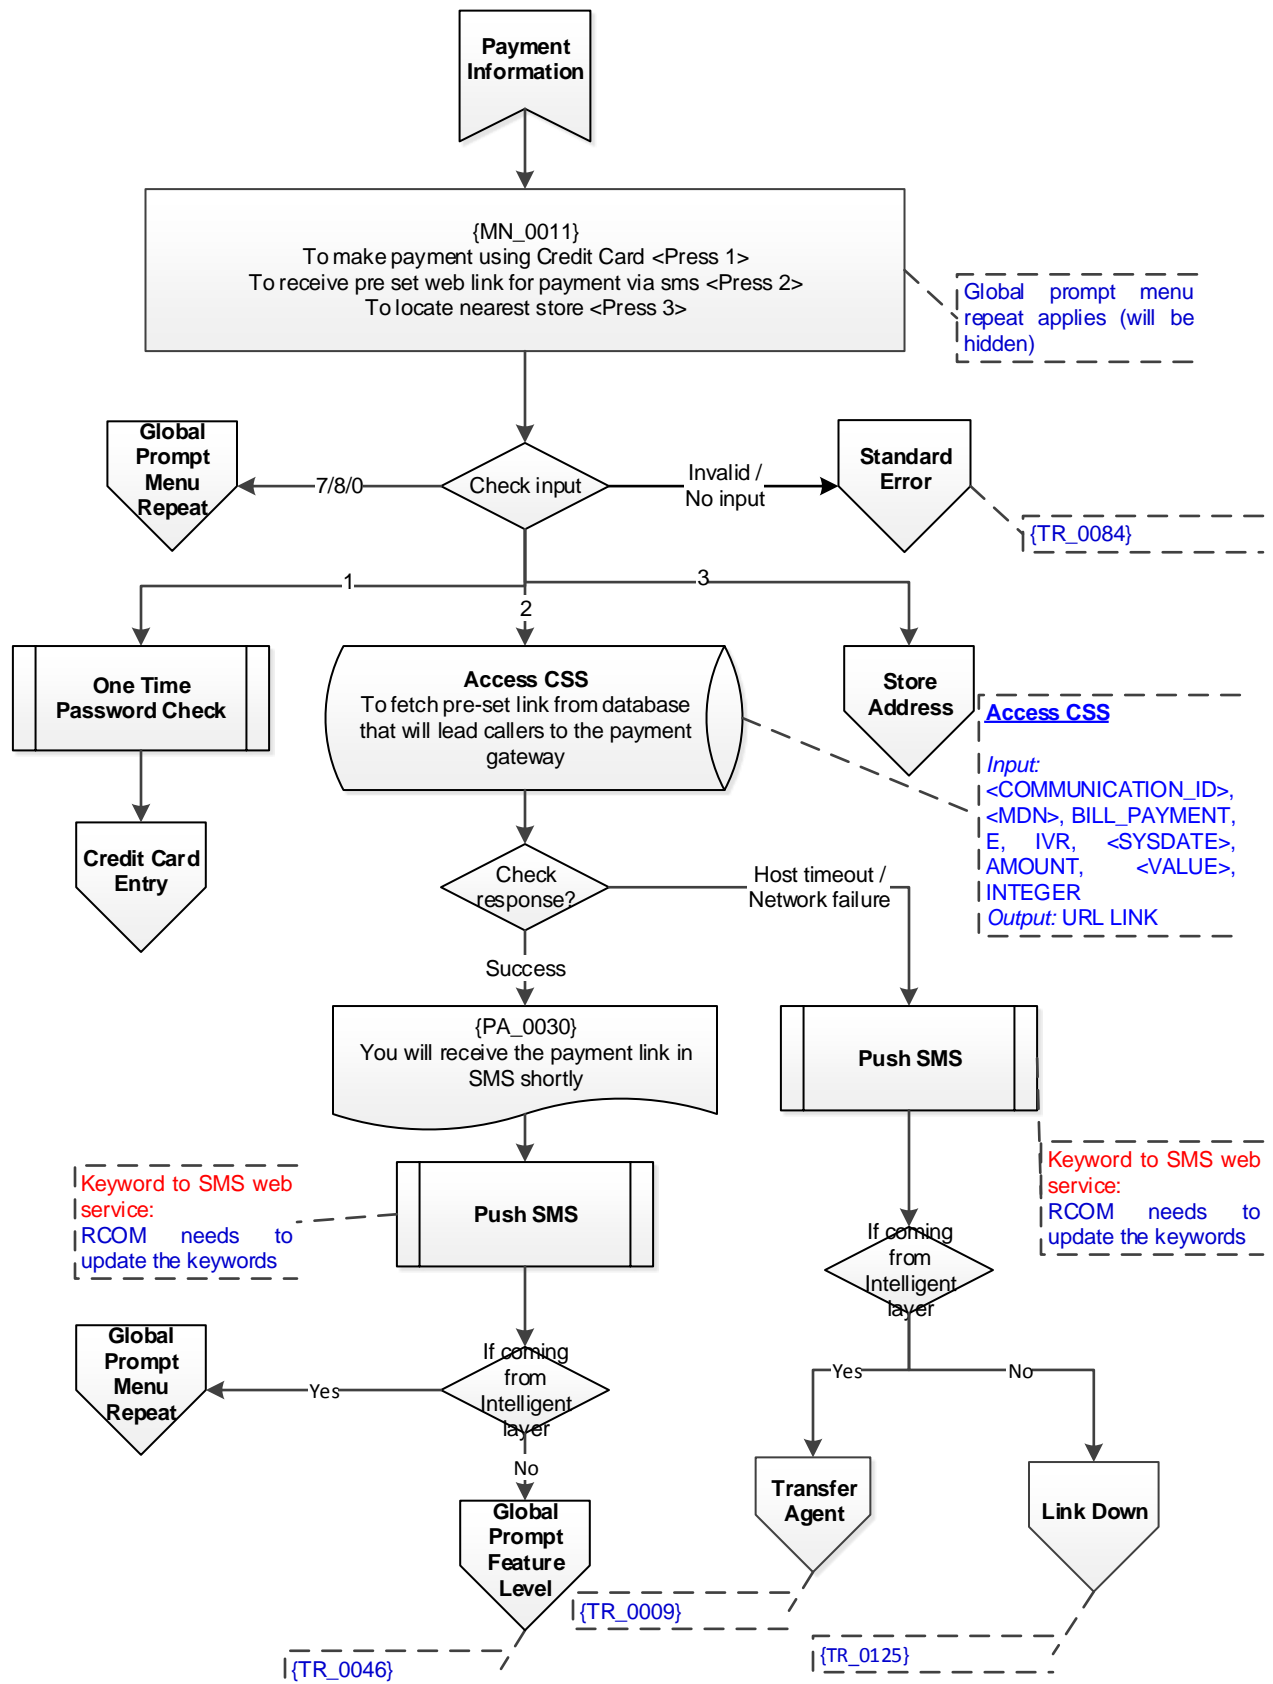 Payment
Information
{MN_0011}
To make payment using Credit Card <Press 1>
To receive pre set web link for payment via sms <Press 2>
To locate nearest store <Press 3>
Global prompt menu
repeat applies (will be
hidden)
Global
Prompt
Menu
Repeat
7/8/0
Check input
Invalid /
No input
Standard
Error
{TR_0084}
1
2
3
One Time
Password Check
Access CSS
To fetch pre-set link from database
that will lead callers to the payment
gateway
Store
Address
Access CSS
Input:
<COMMUNICATION_ID>,
<MDN>, BILL_PAYMENT,
E, IVR, <SYSDATE>,
AMOUNT, <VALUE>,
INTEGER
Output: URL LINK
Credit Card
Entry
Check
response?
Host timeout /
Network failure
Success
{PA_0030}
You will receive the payment link in
SMS shortly
Push SMS
Keyword to SMS web
service:
RCOM needs to
update the keywords
Push SMS
Keyword to SMS web
service:
RCOM needs to
update the keywords
If coming
from
Intelligent
layer
Global
Prompt
Menu
Repeat
Yes
If coming
from
Intelligent
layer
Yes
No
No
Global
Prompt
Feature
Level
Transfer
Agent
Link Down
{TR_0009}
{TR_0046}
{TR_0125}